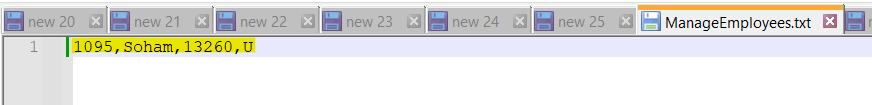 new 20 new 21 new 22 new 23 new 24 new 25 ManageEmployees.txt
1 1095,Soham,13260,U